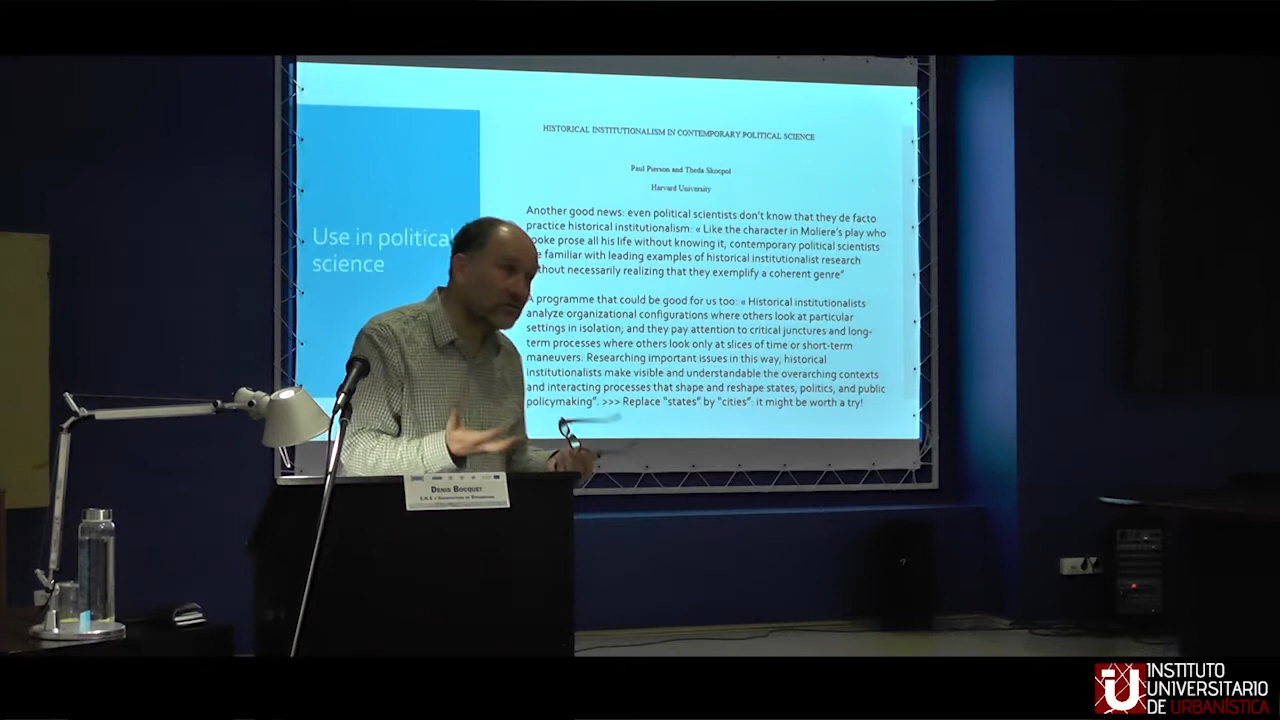 HISTORICAL INSTITUTIONALISM IN CONTEMPORARY POLITICAL SCIENCE
Paul Pierson and Theda Skocpol
Harvard University
Use in political
science
Another good news: even political scientists don't know that they de facto
practice historical institutionalism: « Like the character in Moliere's play who
spoke prose all his life without knowing it, contemporary political scientists
familiar with leading examples of historical institutionalist research
without necessarily realizing that they exemplify a coherent genre"
A programme that could be good for us too: « Historical institutionalists
analyze organizational configurations where others look at particular
settings in isolation; and they pay attention to critical junctures and long-
term processes where others look only at slices of time or short-term
maneuvers. Researching important issues in this way, historical
institutionalists make visible and understandable the overarching contexts
and interacting processes that shape and reshape states, politics, and public
policymaking". >>> Replace "states" by "cities": it might be worth a try!
DENIS BOCQUET
INSTITUTO
UNIVERSITARIO
DE URBANÍSTICA